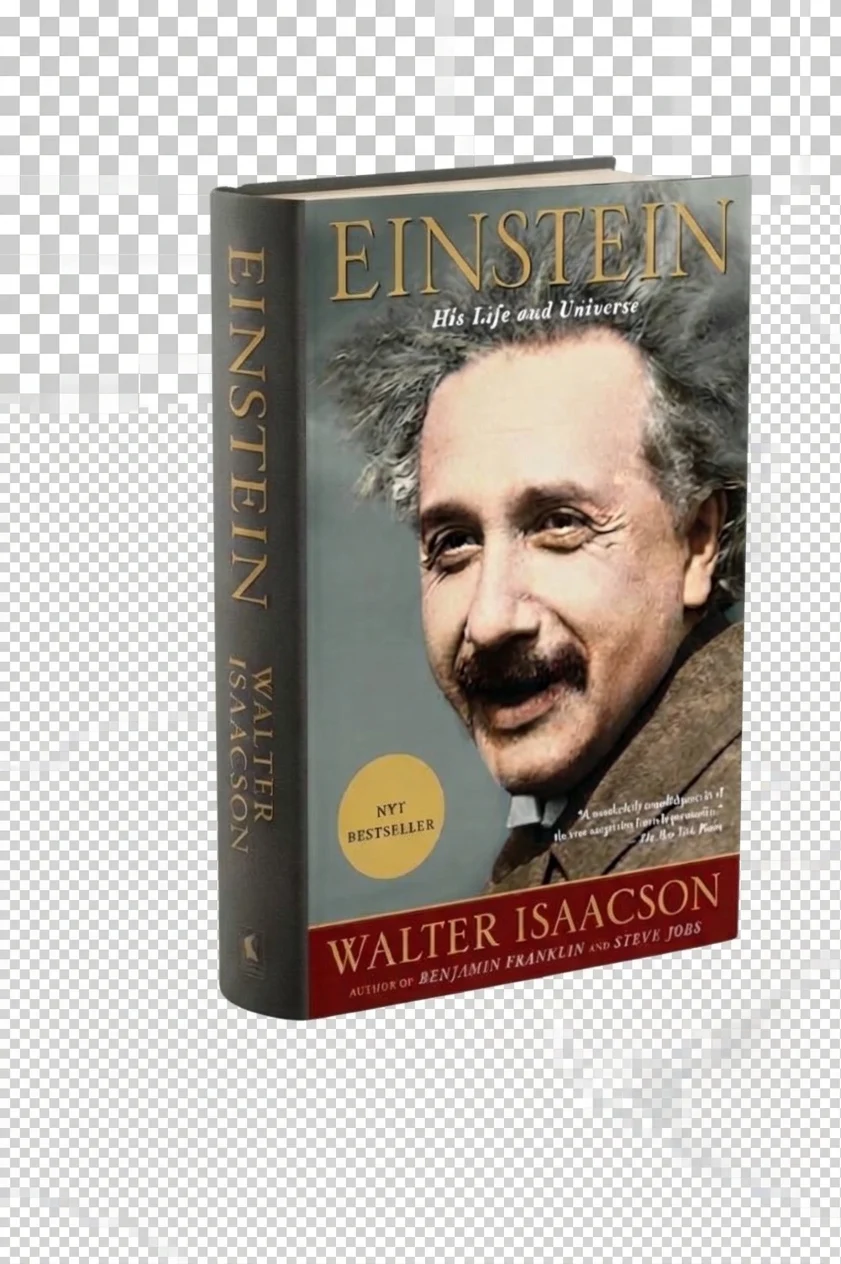 EINSTEIN
His Life and Universe
EINSTEIN
WALTER
ISAACSON
NYT
BESTSELLER
WALTER ISAACSON
AUTHOR OF BENJAMIN FRANKLIN AND STEVE JOBS